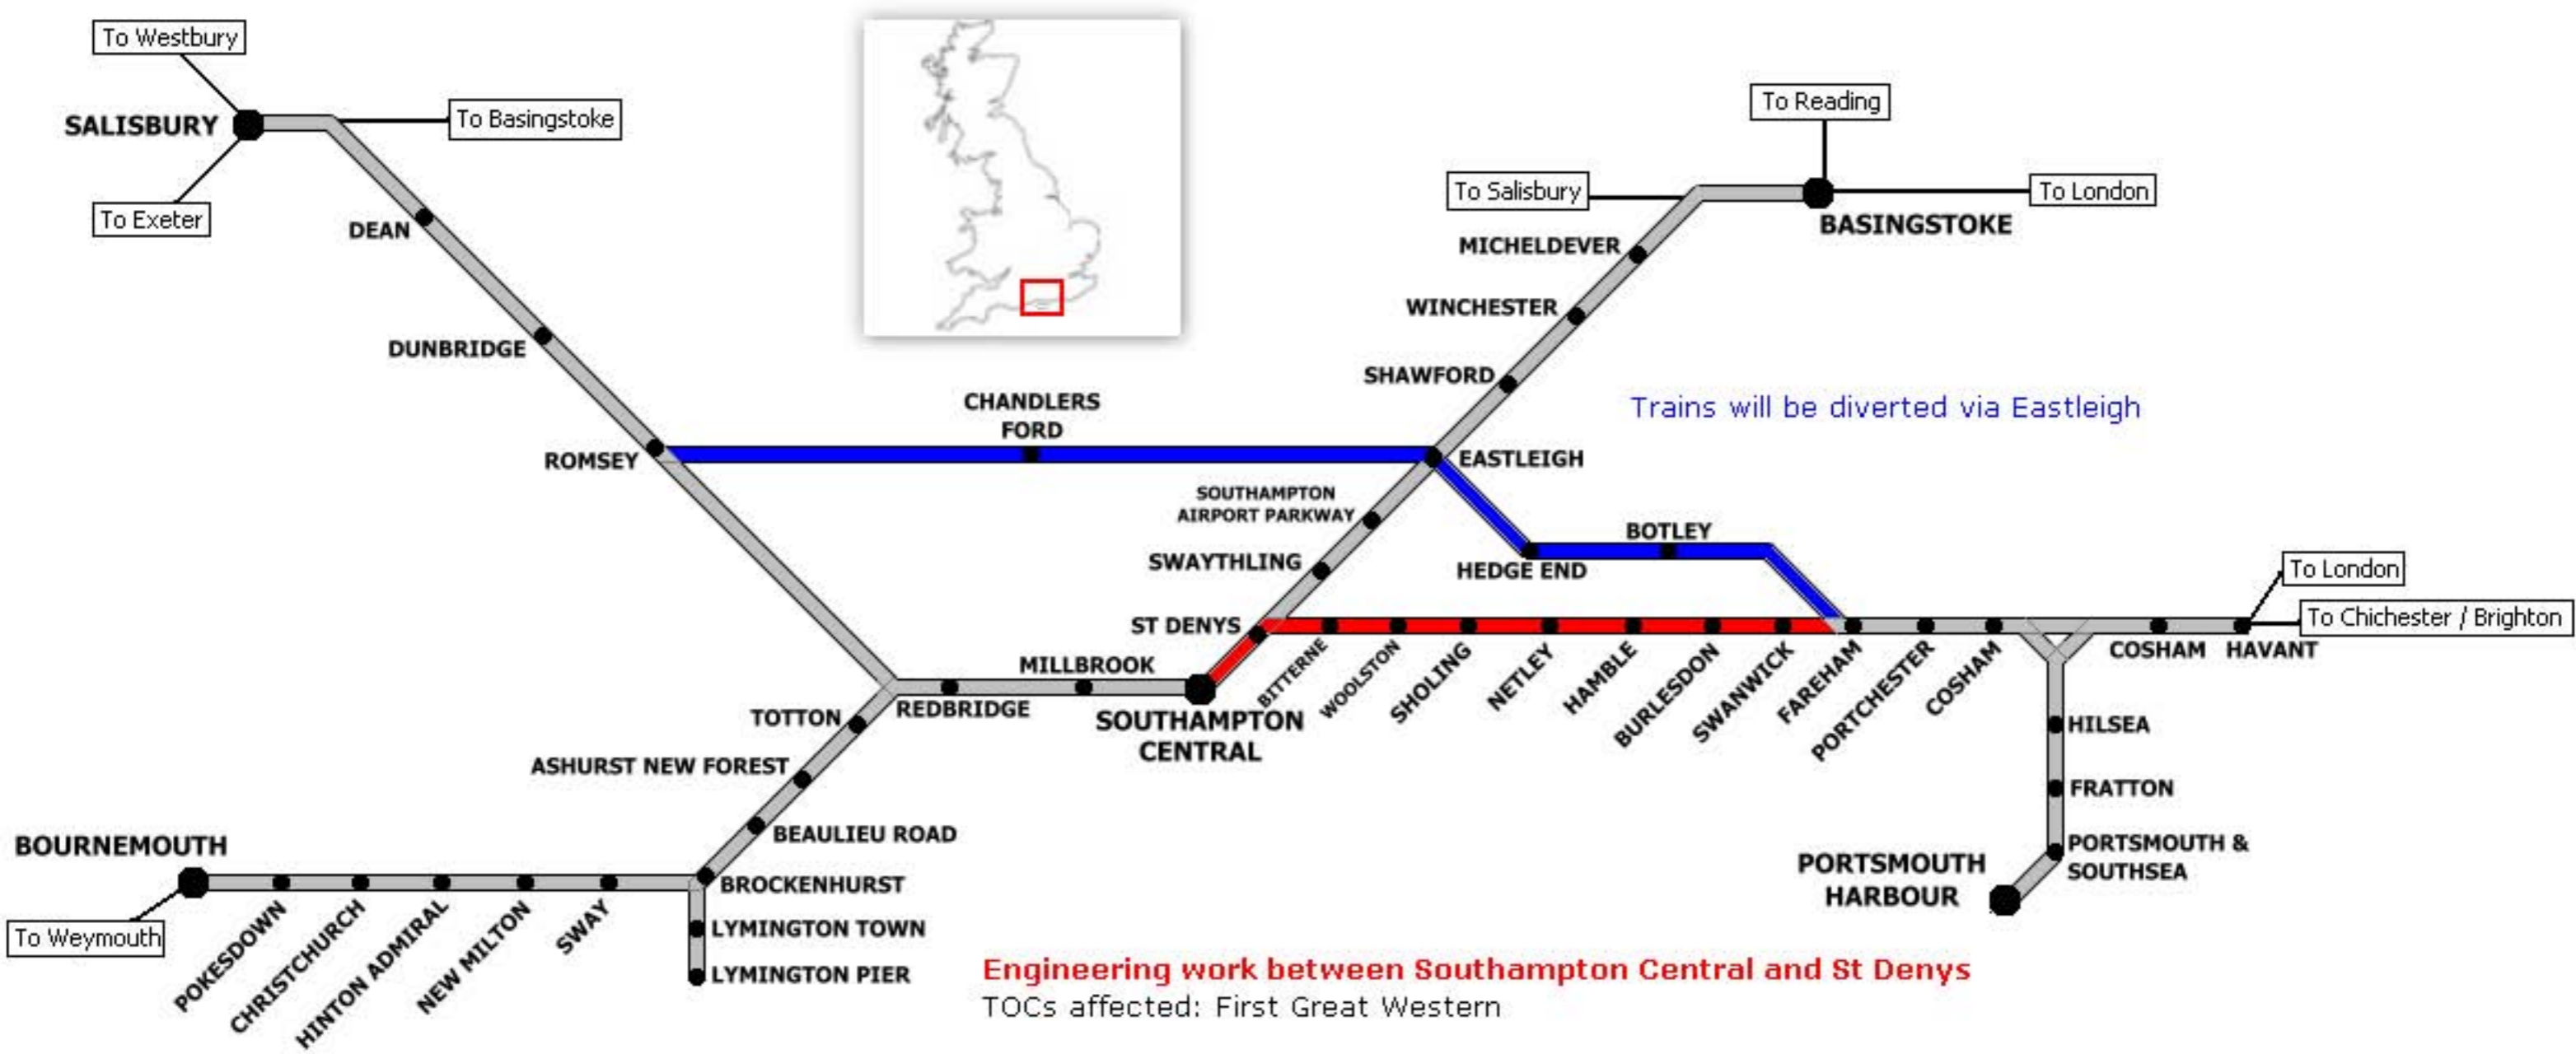 To Westbury
SALISBURY
To Basingstoke
To Exeter
DEAN
DUNBRIDGE
ROMSEY
CHANDLERS
FORD
To Reading
To Salisbury
To London
BASINGSTOKE
MICHELDEVER
WINCHESTER
SHAWFORD
Trains will be diverted via Eastleigh
EASTLEIGH
SOUTHAMPTON
AIRPORT PARKWAY
SWAYTHLING
BOTLEY
HEDGE END
ST DENYS
BITTERNE
WOOLSTON
SHOLING
NETLEY
HAMBLE
BURLESDON
SWANWICK
FAREHAM
PORTCHESTER
COSHAM
To London
To Chichester / Brighton
COSHAM
HAVANT
MILLBROOK
REDBRIDGE
SOUTHAMPTON
CENTRAL
TOTTON
ASHURST NEW FOREST
BEAULIEU ROAD
BROCKENHURST
LYMINGTON TOWN
LYMINGTON PIER
BOURNEMOUTH
To Weymouth
POKESDOWN
CHRISTCHURCH
HINTON ADMIRAL
NEW MILTON
SWAY
HILSEA
FRATTON
PORTSMOUTH &
SOUTHSEA
PORTSMOUTH
HARBOUR
Engineering work between Southampton Central and St Denys
TOCs affected: First Great Western